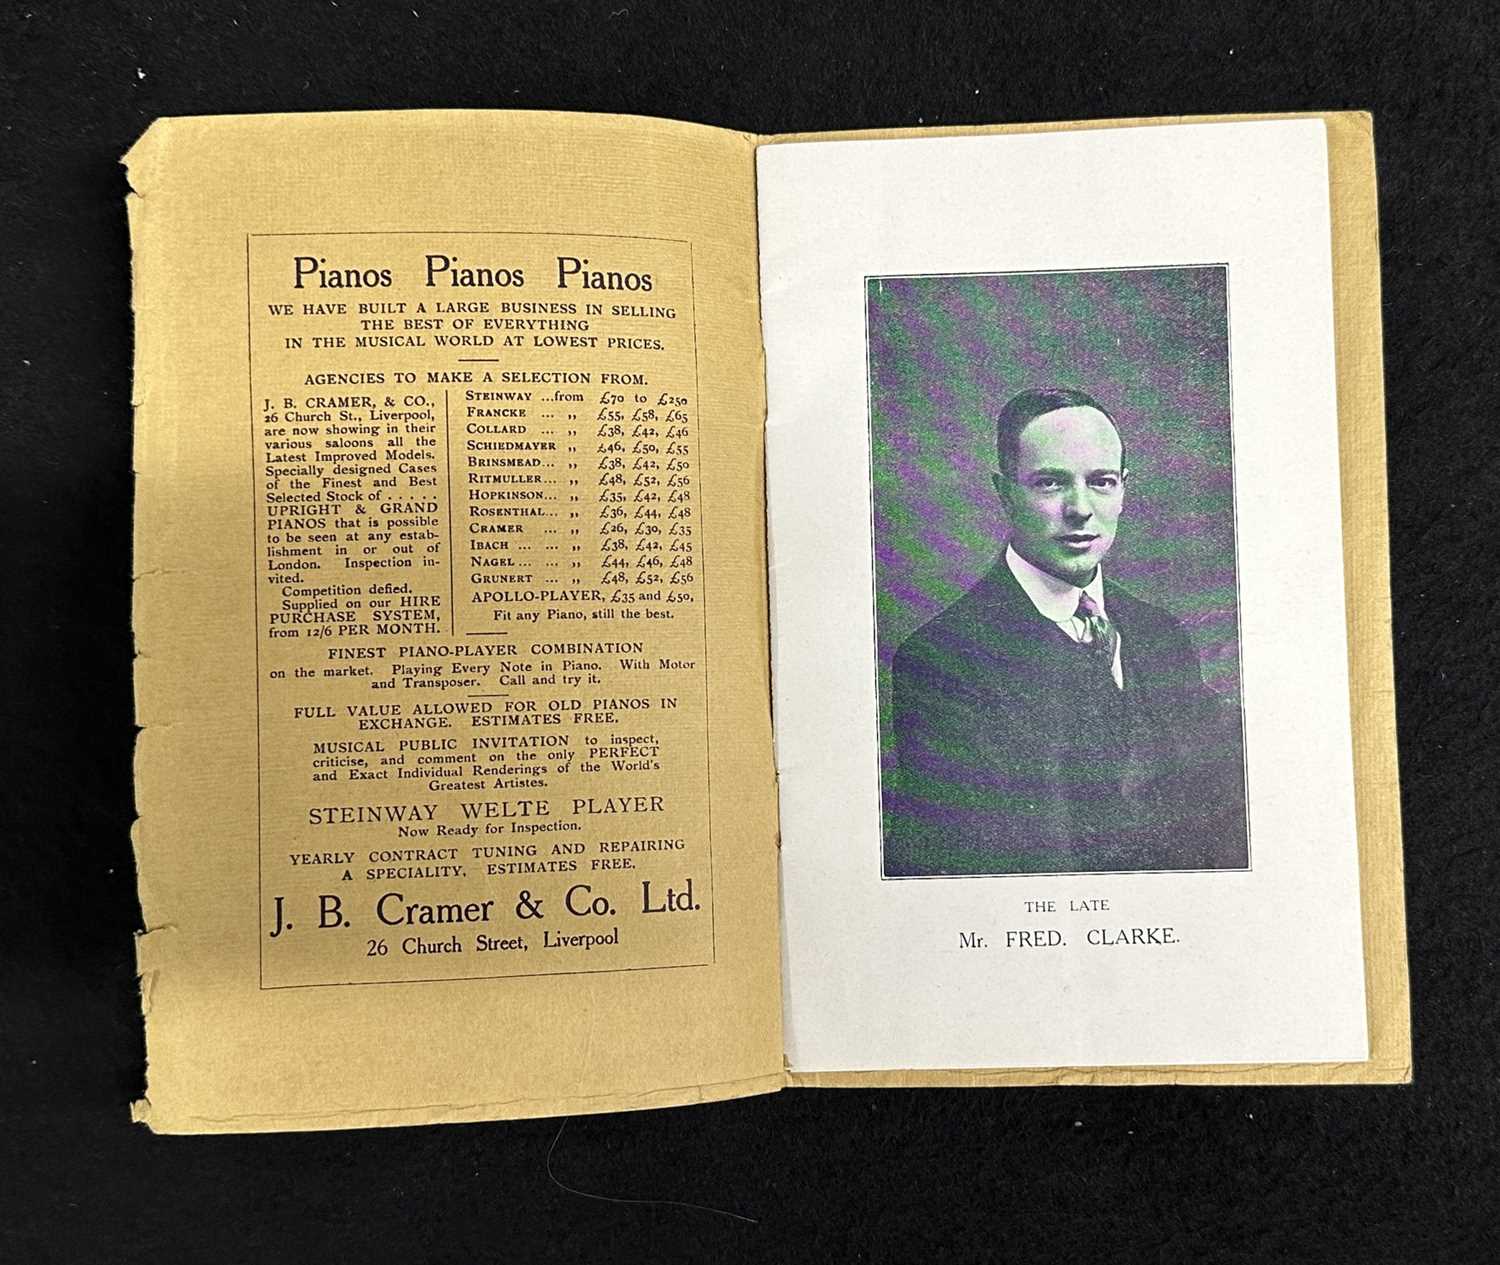 Pianos Pianos Pianos
WE HAVE BUILT A LARGE BUSINESS IN SELLING
THE BEST OF EVERYTHING
IN THE MUSICAL WORLD AT LOWEST PRICES.
AGENCIES TO MAKE A SELECTION FROM.
J. B. CRAMER, & CO.,
26 Church St., Liverpool,
are now showing in their
various saloons all the
Latest Improved Models.
Specially designed Cases
of the Finest and Best
Selected Stock of . . . . .
UPRIGHT & GRAND
PIANOS that is possible
to be seen at any estab-
lishment in or out of
London. Inspection in-
vited.
Competition defied.
Supplied on our HIRE
PURCHASE SYSTEM,
from 12/6 PER MONTH.
STEINWAY ...from £70 to £250
FRANCKE ... ,, £55, £58, £65
COLLARD ... ,, £38, £42, £46
SCHIEDMAYER ,, £46, £50, £55
BRINSMEAD... ,, £38, £42, £50
RITMULLER... ,, £48, £52, £56
HOPKINSON... ,, £35, £42, £48
ROSENTHAL... ,, £36, £44, £48
CRAMER ... ,, £26, £30, £35
IBACH ... ... ,, £38, £42, £45
NAGEL ... ... ,, £44, £46, £48
GRUNERT ... ,, £48, £52, £56
APOLLO-PLAYER, £35 and £50,
Fit any Piano, still the best.
FINEST PIANO-PLAYER COMBINATION
on the market. Playing Every Note in Piano. With Motor
and Transposer. Call and try it.
FULL VALUE ALLOWED FOR OLD PIANOS IN
EXCHANGE. ESTIMATES FREE.
MUSICAL PUBLIC INVITATION to inspect,
criticise, and comment on the only PERFECT
and Exact Individual Renderings of the World's
Greatest Artistes.
STEINWAY WELTE PLAYER
Now Ready for Inspection.
YEARLY CONTRACT TUNING AND REPAIRING
A SPECIALITY, ESTIMATES FREE.
J. B. Cramer & Co. Ltd.
26 Church Street, Liverpool
THE LATE
Mr. FRED. CLARKE.